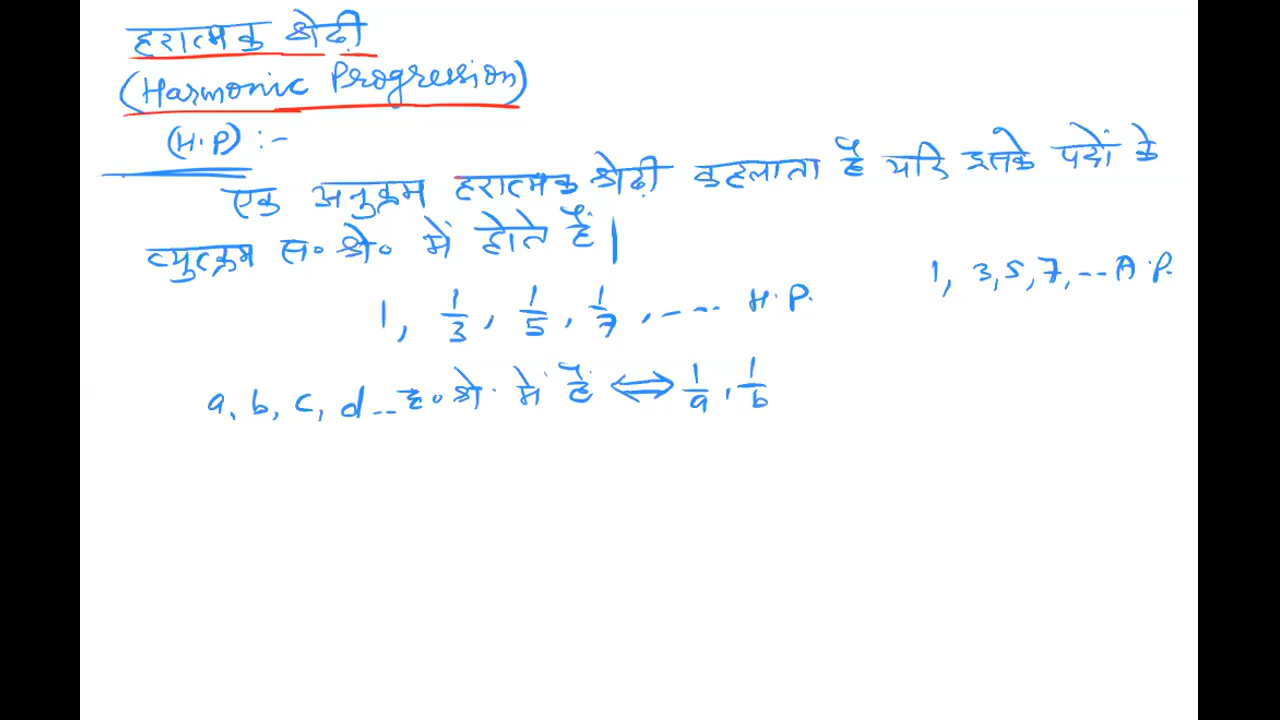 हरात्मक श्रेढ़ी
(Harmonic Progression)
(H.P) :-
एक अनुक्रम हरात्मक श्रेढ़ी कहलाता है यदि इसके पदों के
व्युत्क्रम स० श्रे० में होते हैं |
1, 3, 5, 7, ... A.P.
1, 1/3, 1/5, 1/7, ---.. H.P.
a, b, c, d ... ह० श्रे. में हैं ⟺ 1/a, 1/b